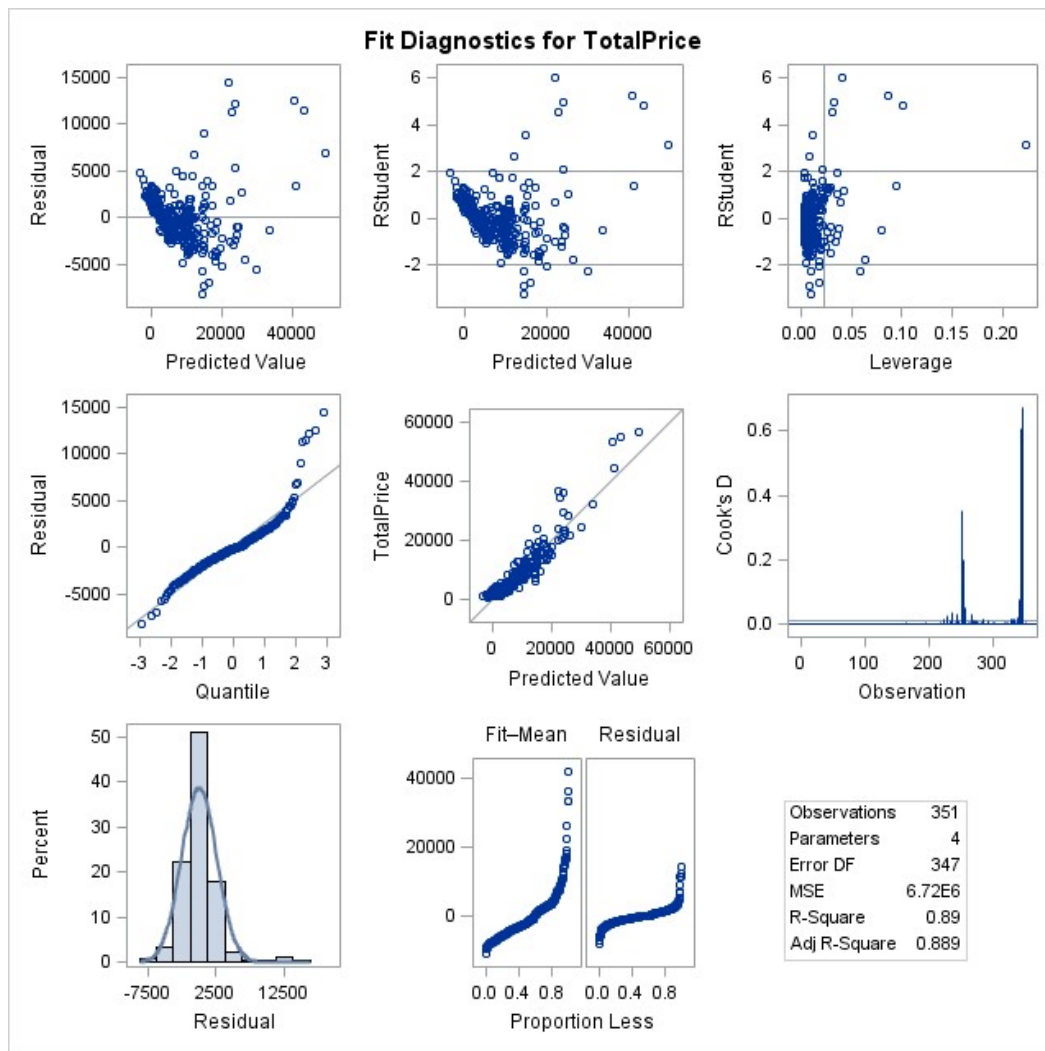 Fit Diagnostics for TotalPrice
15000
10000
5000
0
-5000
Residual
0 20000 40000
Predicted Value
6
4
2
0
-2
RStudent
0 20000 40000
Predicted Value
6
4
2
0
-2
RStudent
0.00 0.05 0.10 0.15 0.20
Leverage
15000
10000
5000
0
-5000
Residual
-3 -2 -1 0 1 2 3
Quantile
60000
40000
20000
0
TotalPrice
0 20000 40000 60000
Predicted Value
0.6
0.4
0.2
0.0
Cook's D
0 100 200 300
Observation
50
40
30
20
10
0
Percent
-7500 2500 12500
Residual
Fit–Mean Residual
40000
20000
0
0.0 0.4 0.8 0.0 0.4 0.8
Proportion Less
Observations 351
Parameters 4
Error DF 347
MSE 6.72E6
R-Square 0.89
Adj R-Square 0.889